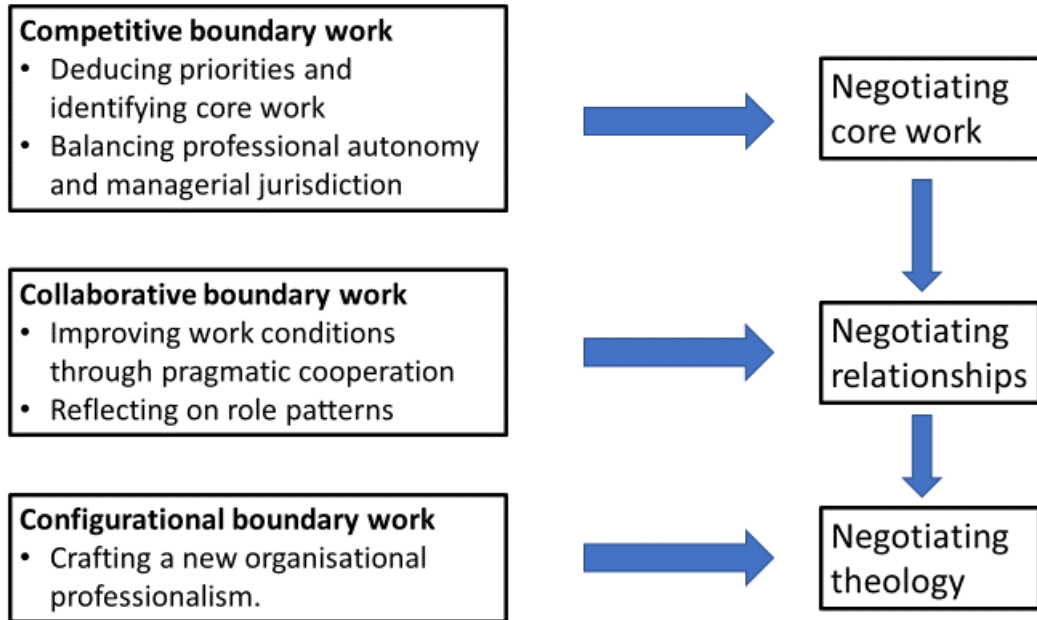 Competitive boundary work
• Deducing priorities and
identifying core work
• Balancing professional autonomy
and managerial jurisdiction
Negotiating
core work
Collaborative boundary work
• Improving work conditions
through pragmatic cooperation
• Reflecting on role patterns
Negotiating
relationships
Configurational boundary work
• Crafting a new organisational
professionalism.
Negotiating
theology